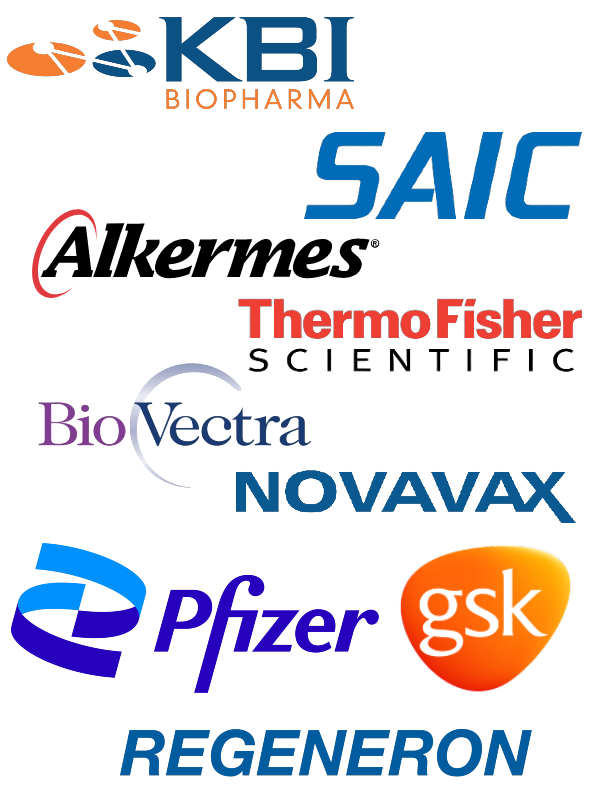 KBI
BIOPHARMA
SAIC
Alkermes®
ThermoFisher
SCIENTIFIC
BioVectra
NOVAVAX
Pfizer
gsk
REGENERON